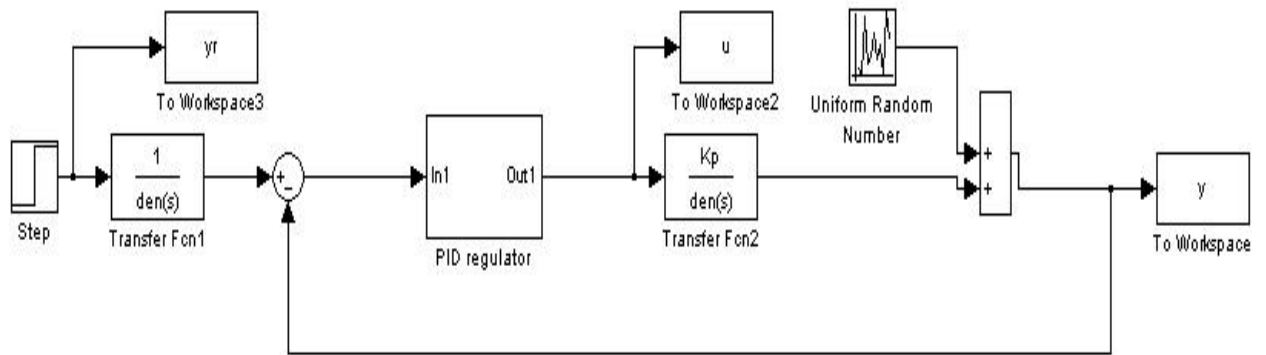 yr
To Workspace3
u
To Workspace2
Uniform Random
Number
Step
1
den(s)
Transfer Fcn1
+
-
In1
Out1
PID regulator
Kp
den(s)
Transfer Fcn2
+
+
y
To Workspace